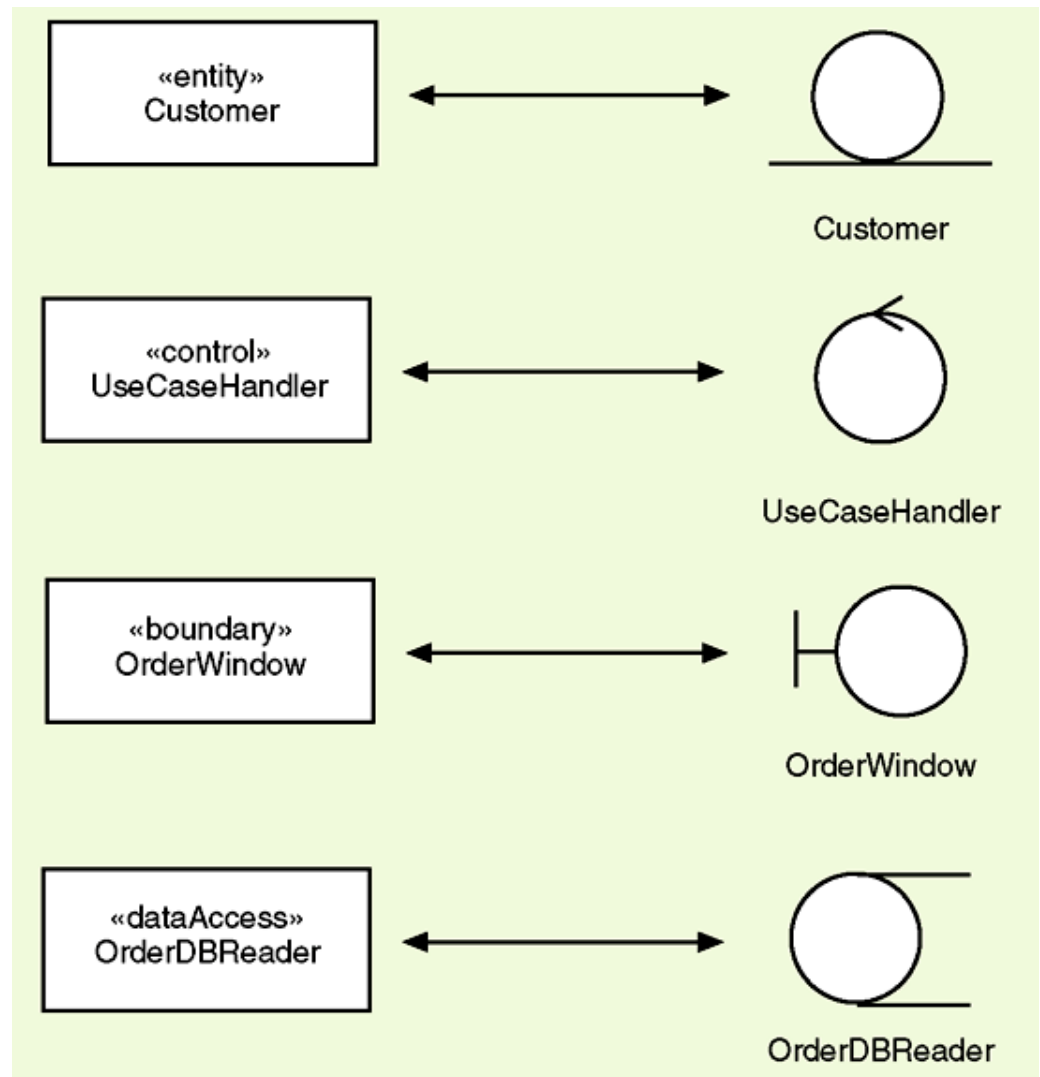 «entity»
Customer
Customer
«control»
UseCaseHandler
UseCaseHandler
«boundary»
OrderWindow
OrderWindow
«dataAccess»
OrderDBReader
OrderDBReader